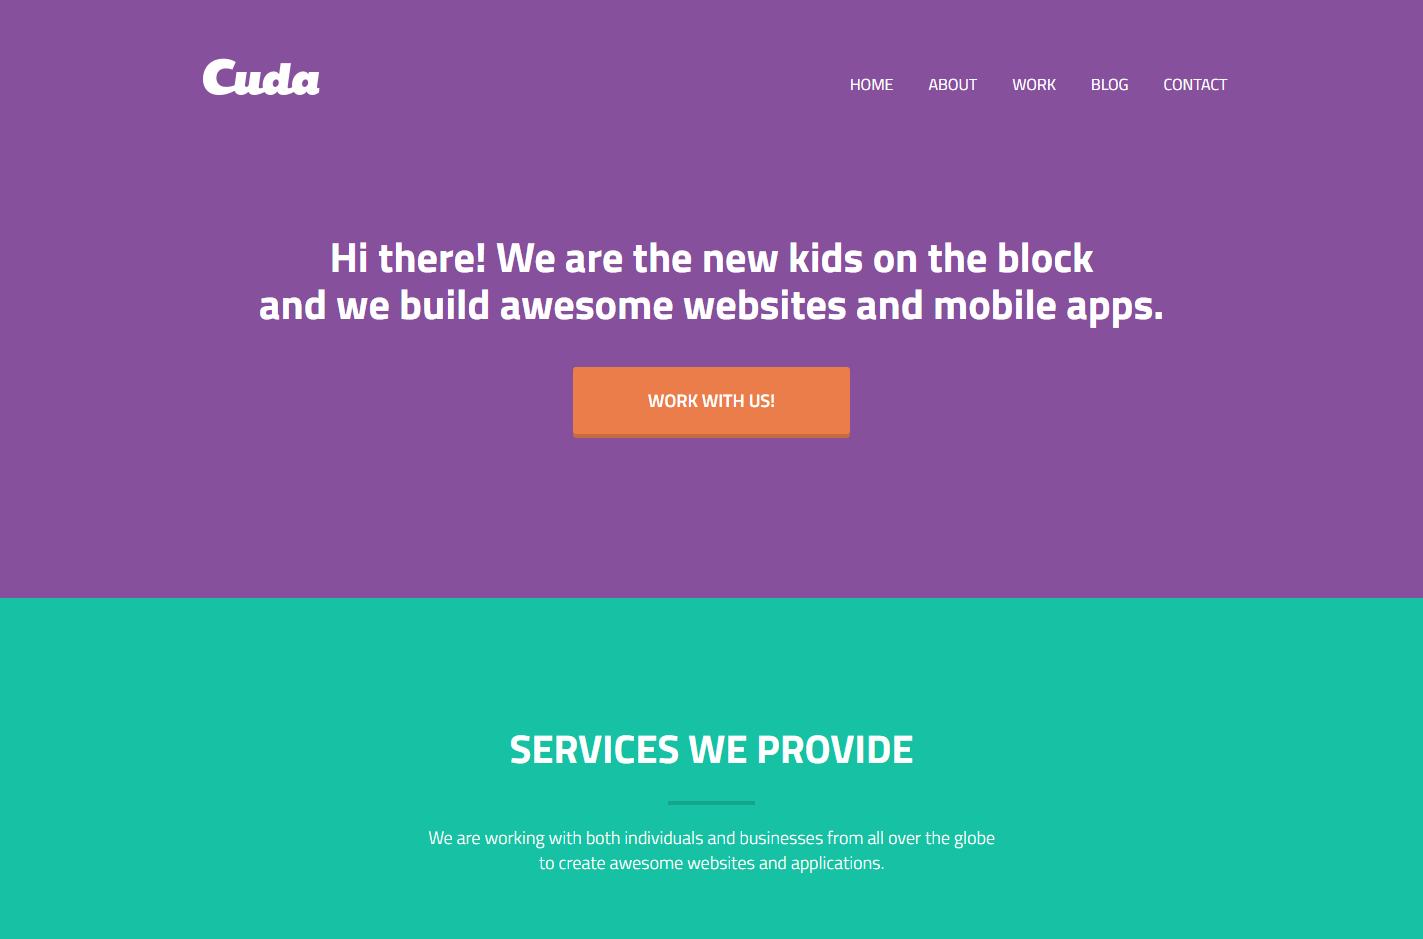 Cuda
HOME ABOUT WORK BLOG CONTACT
Hi there! We are the new kids on the block
and we build awesome websites and mobile apps.
WORK WITH US!
SERVICES WE PROVIDE
We are working with both individuals and businesses from all over the globe
to create awesome websites and applications.